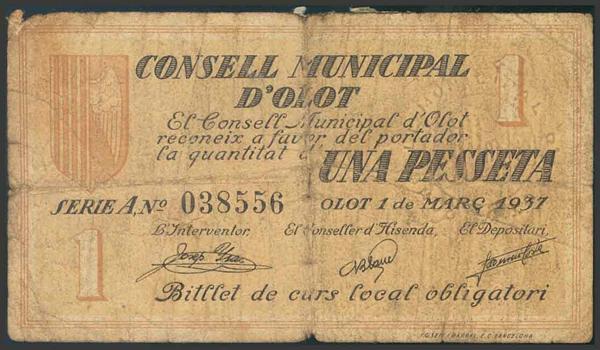 CONSELL MUNICIPAL
D'OLOT
1
El Consell Municipal d'Olot
reconeix a favor del portador
la quantitat d
UNA PESSETA
SERIE A, Nº 038556
OLOT 1 de MARÇ 1937
L'Interventor,
El Conseller d'Hisenda,
El Depositari,
1
Bitllet de curs local obligatori
BARCELONA